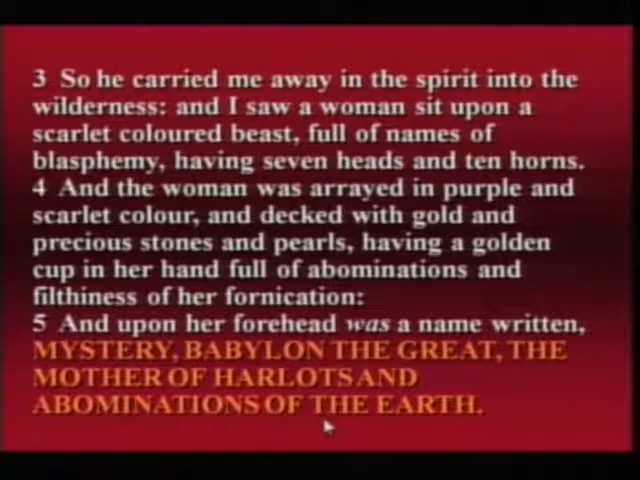 3 So he carried me away in the spirit into the
wilderness: and I saw a woman sit upon a
scarlet coloured beast, full of names of
blasphemy, having seven heads and ten horns.
4 And the woman was arrayed in purple and
scarlet colour, and decked with gold and
precious stones and pearls, having a golden
cup in her hand full of abominations and
filthiness of her fornication:
5 And upon her forehead was a name written,
MYSTERY, BABYLON THE GREAT, THE
MOTHER OF HARLOTS AND
ABOMINATIONS OF THE EARTH.